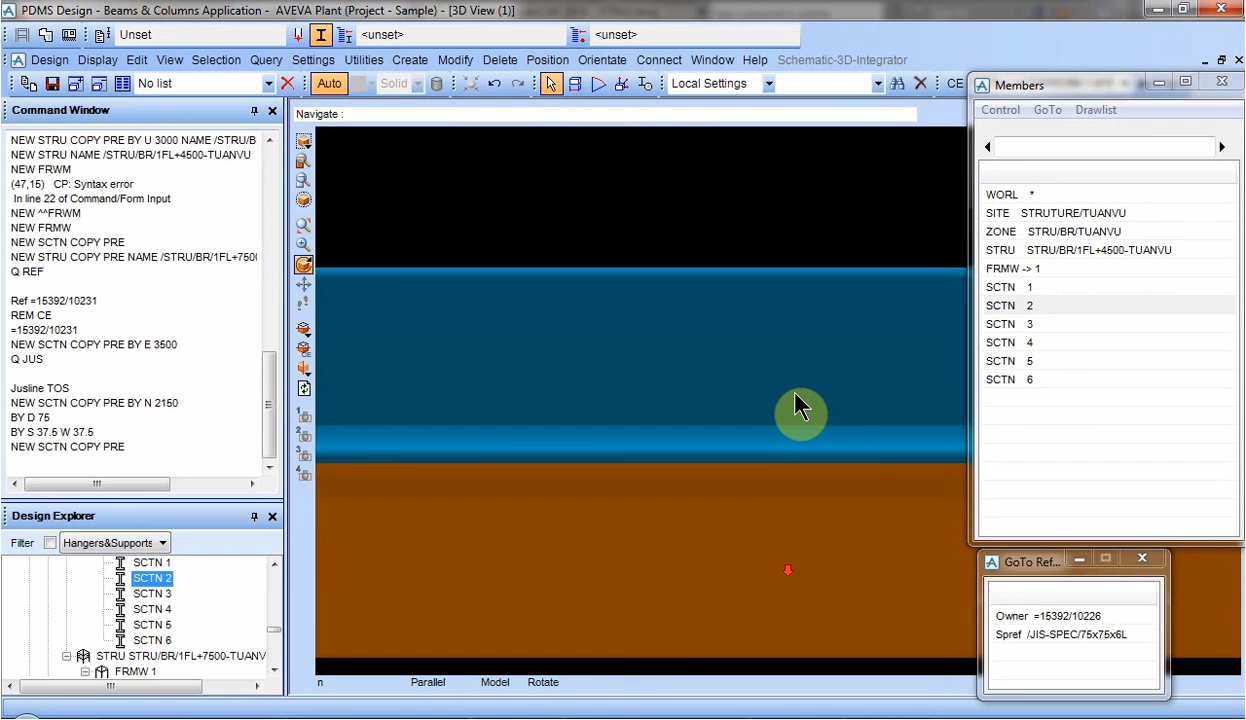 PDMS Design - Beams & Columns Application - AVEVA Plant (Project - Sample) - [3D View (1)]
Unset
<unset>
<unset>
Design Display Edit View Selection Query Settings Utilities Create Modify Delete Position Orientate Connect Window Help Schematic-3D-Integrator
No list
Auto
Solid
Local Settings
CE
Command Window
NEW STRU COPY PRE BY U 3000 NAME /STRU/B
NEW STRU NAME /STRU/BR/1FL+4500-TUANVU
NEW FRWM
(47,15) CP: Syntax error
In line 22 of Command/Form Input
NEW ^^FRWM
NEW FRMW
NEW SCTN COPY PRE
NEW STRU COPY PRE NAME /STRU/BR/1FL+750
Q REF
Ref =15392/10231
REM CE
=15392/10231
NEW SCTN COPY PRE BY E 3500
Q JUS
Jusline TOS
NEW SCTN COPY PRE BY N 2150
BY D 75
BY S 37.5 W 37.5
NEW SCTN COPY PRE
Design Explorer
Filter
Hangers&Supports
SCTN 1
SCTN 2
SCTN 3
SCTN 4
SCTN 5
SCTN 6
STRU STRU/BR/1FL+7500-TUANV
FRMW 1
Navigate :
1
2
3
4
n
Parallel
Model
Rotate
Members
Control GoTo Drawlist
WORL *
SITE STRUTURE/TUANVU
ZONE STRU/BR/TUANVU
STRU STRU/BR/1FL+4500-TUANVU
FRMW -> 1
SCTN 1
SCTN 2
SCTN 3
SCTN 4
SCTN 5
SCTN 6
GoTo Ref...
Owner =15392/10226
Spref /JIS-SPEC/75x75x6L